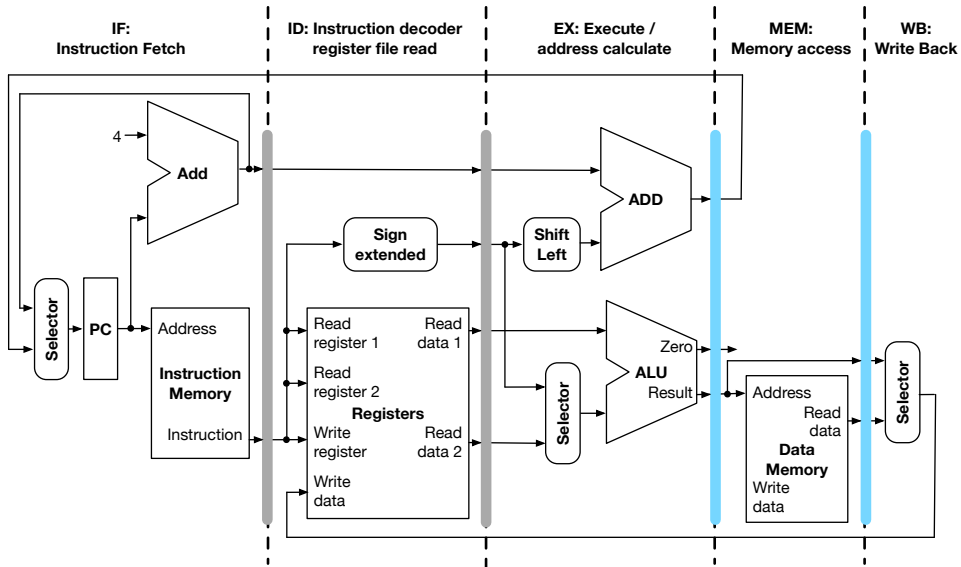 IF:
Instruction Fetch
ID: Instruction decoder
register file read
EX: Execute /
address calculate
MEM:
Memory access
WB:
Write Back
4
Add
ADD
Sign
extended
Shift
Left
Selector
PC
Address
Instruction
Memory
Instruction
Read
register 1
Read
data 1
Read
register 2
Registers
Write
register
Read
data 2
Write
data
Selector
Zero
ALU
Result
Address
Read
data
Data
Memory
Write
data
Selector